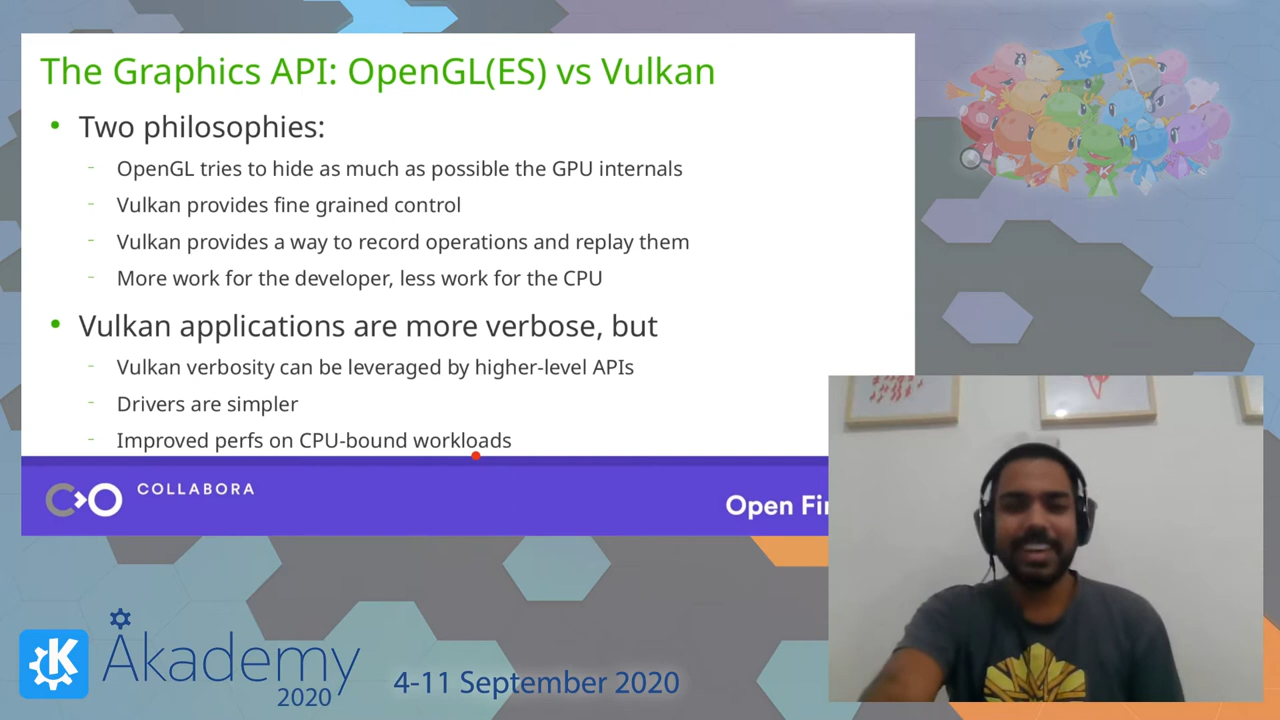 The Graphics API: OpenGL(ES) vs Vulkan
• Two philosophies:
- OpenGL tries to hide as much as possible the GPU internals
- Vulkan provides fine grained control
- Vulkan provides a way to record operations and replay them
- More work for the developer, less work for the CPU
• Vulkan applications are more verbose, but
- Vulkan verbosity can be leveraged by higher-level APIs
- Drivers are simpler
- Improved perfs on CPU-bound workloads
COLLABORA
Open Fir
K
Akademy
2020
4-11 September 2020